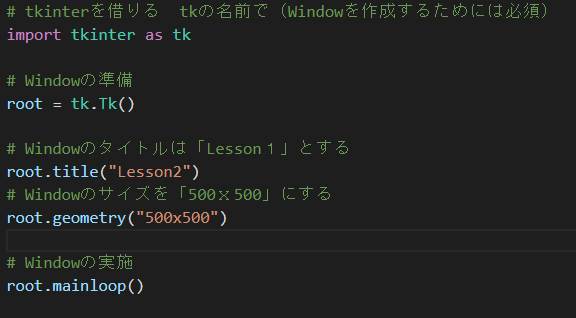 # tkinterを借りる　tkの名前で（Windowを作成するためには必須）
import tkinter as tk
# Windowの準備
root = tk.Tk()
# Windowのタイトルは「Lesson１」とする
root.title("Lesson2")
# Windowのサイズを「500ｘ500」にする
root.geometry("500x500")
# Windowの実施
root.mainloop()